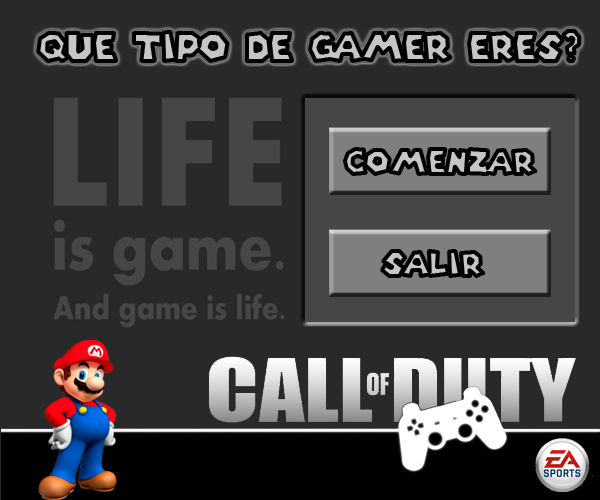 QUE TIPO DE GAMER ERES?
LIFE
is game.
And game is life.
COMENZAR
SALIR
M
CALL OF DUTY
EA
SPORTS